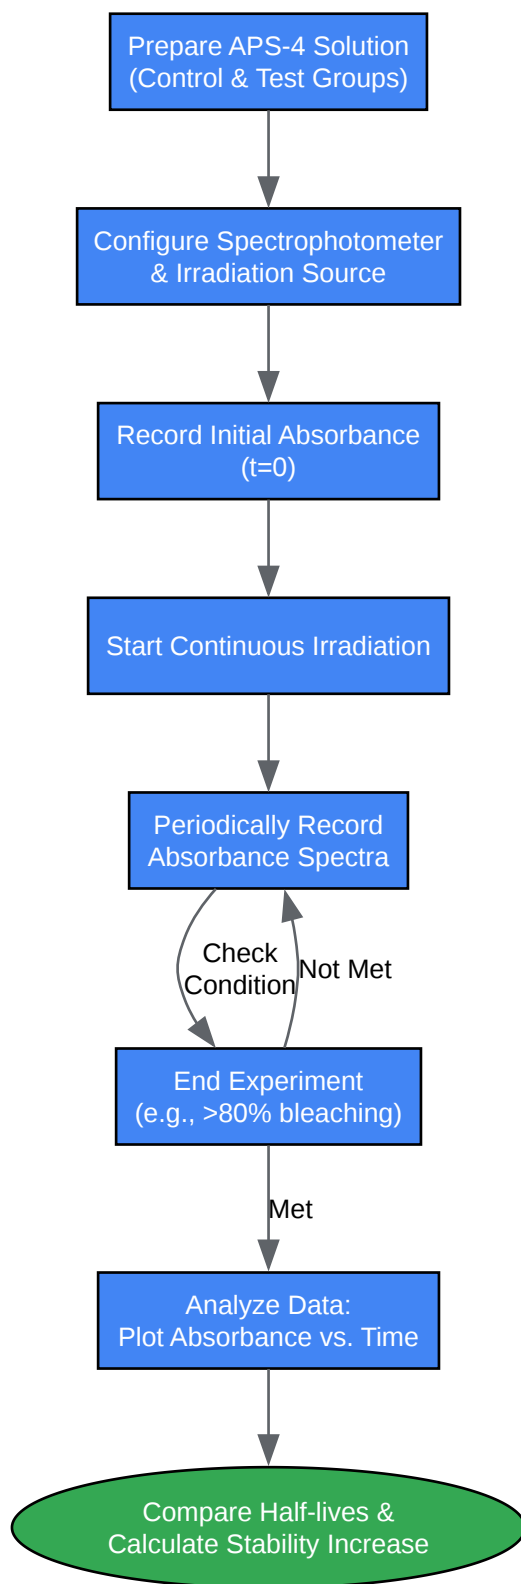 Prepare APS-4 Solution
(Control & Test Groups)
Configure Spectrophotometer
& Irradiation Source
Record Initial Absorbance
(t=0)
Start Continuous Irradiation
Periodically Record
Absorbance Spectra
Check
Condition
Not Met
End Experiment
(e.g., >80% bleaching)
Met
Analyze Data:
Plot Absorbance vs. Time
Compare Half-lives &
Calculate Stability Increase